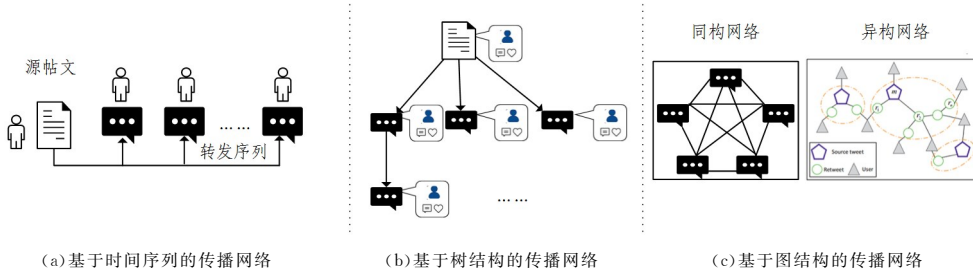 源帖文
……
转发序列
(a)基于时间序列的传播网络
……
(b)基于树结构的传播网络
同构网络
异构网络
Source tweet
Retweet
User
(c)基于图结构的传播网络